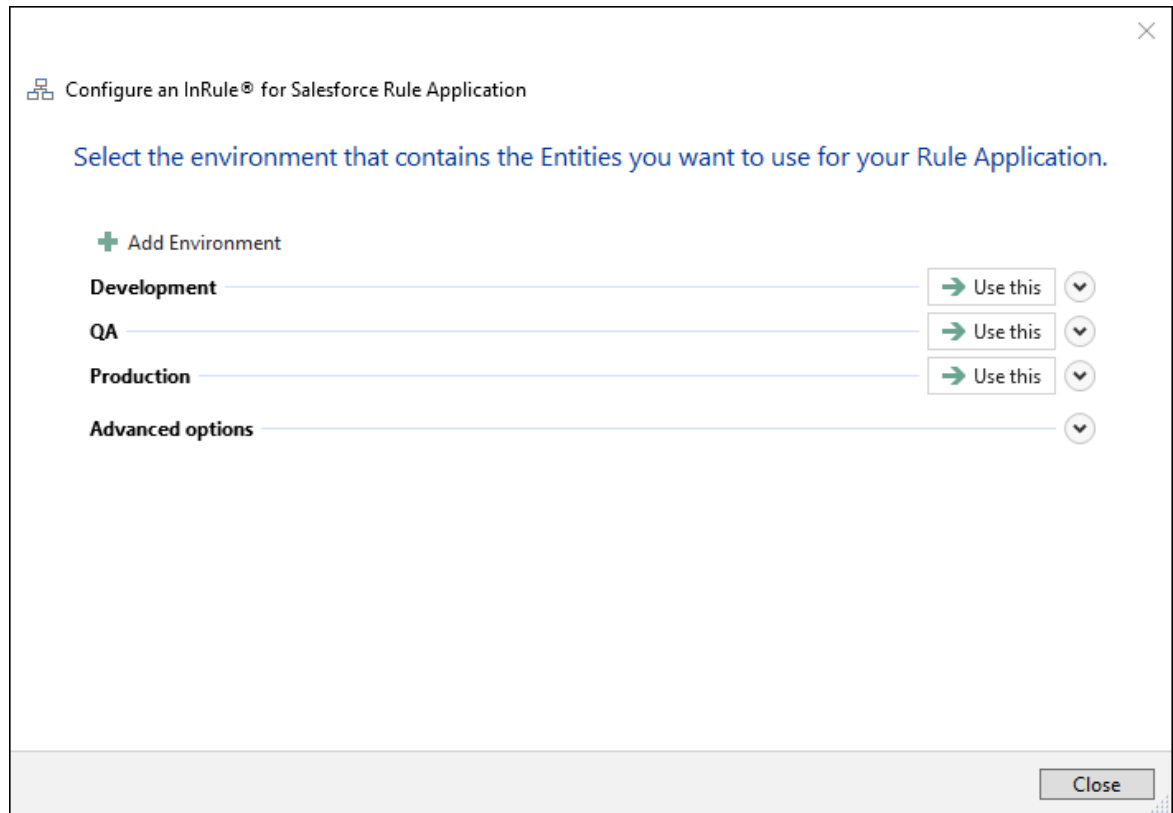 Configure an InRule® for Salesforce Rule Application
Select the environment that contains the Entities you want to use for your Rule Application.
Add Environment
Development Use this
QA Use this
Production Use this
Advanced options
Close